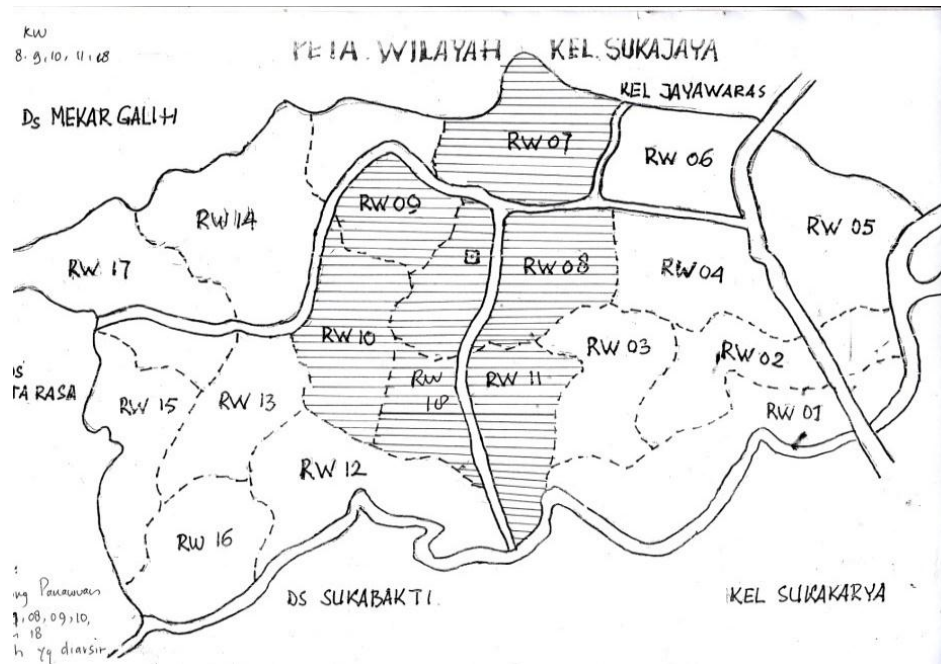 KW
8.9,10,11,18
PETA WILAYAH KEL. SUKAJAYA
KEL JAYAWARAS
Ds MEKAR GALIH
RW 07
RW 06
RW 09
RW 14
RW 05
RW 17
RW 08
RW 04
RW 10
RW 03
RW 02
TA RASA
RW 15
RW 13
RW 18
RW 11
RW 01
RW 12
RW 16
DS SUKABAKTI
KEL SUKAKARYA
Panawuan
,08,09,10,
18
yg diarsir